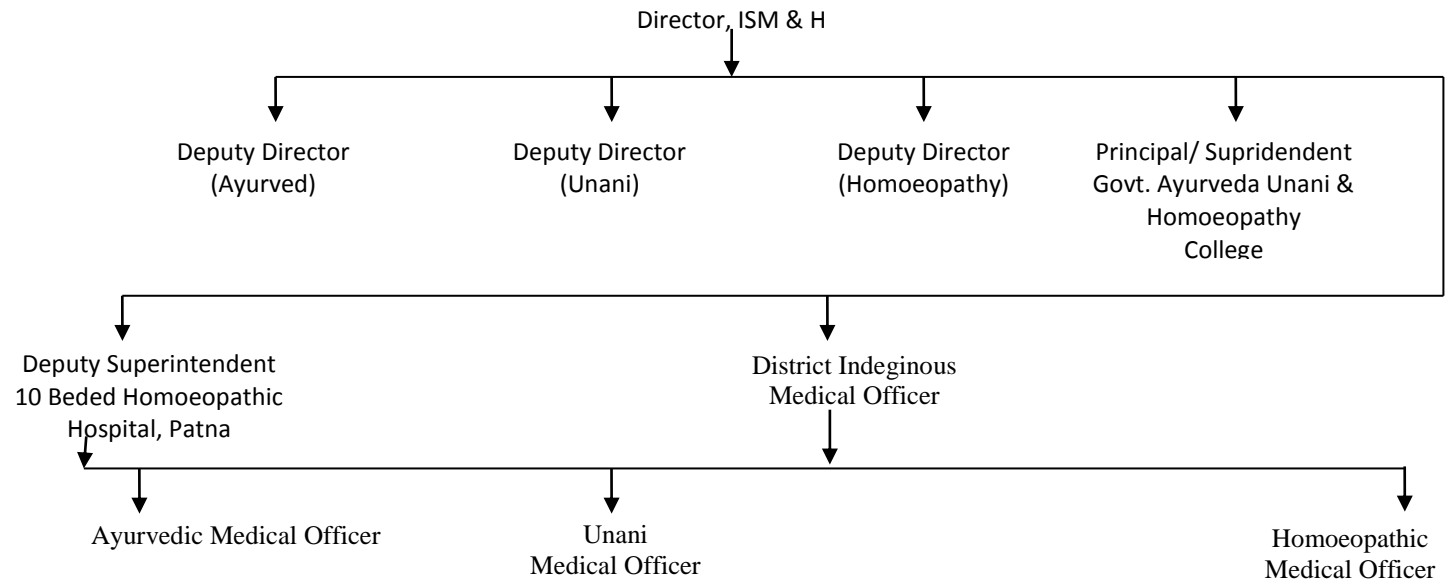 Director, ISM & H
Deputy Director
(Ayurved)
Deputy Director
(Unani)
Deputy Director
(Homoeopathy)
Principal/ Supridendent
Govt. Ayurveda Unani &
Homoeopathy
College
Deputy Superintendent
10 Beded Homoeopathic
Hospital, Patna
District Indeginous
Medical Officer
Ayurvedic Medical Officer
Unani
Medical Officer
Homoeopathic
Medical Officer